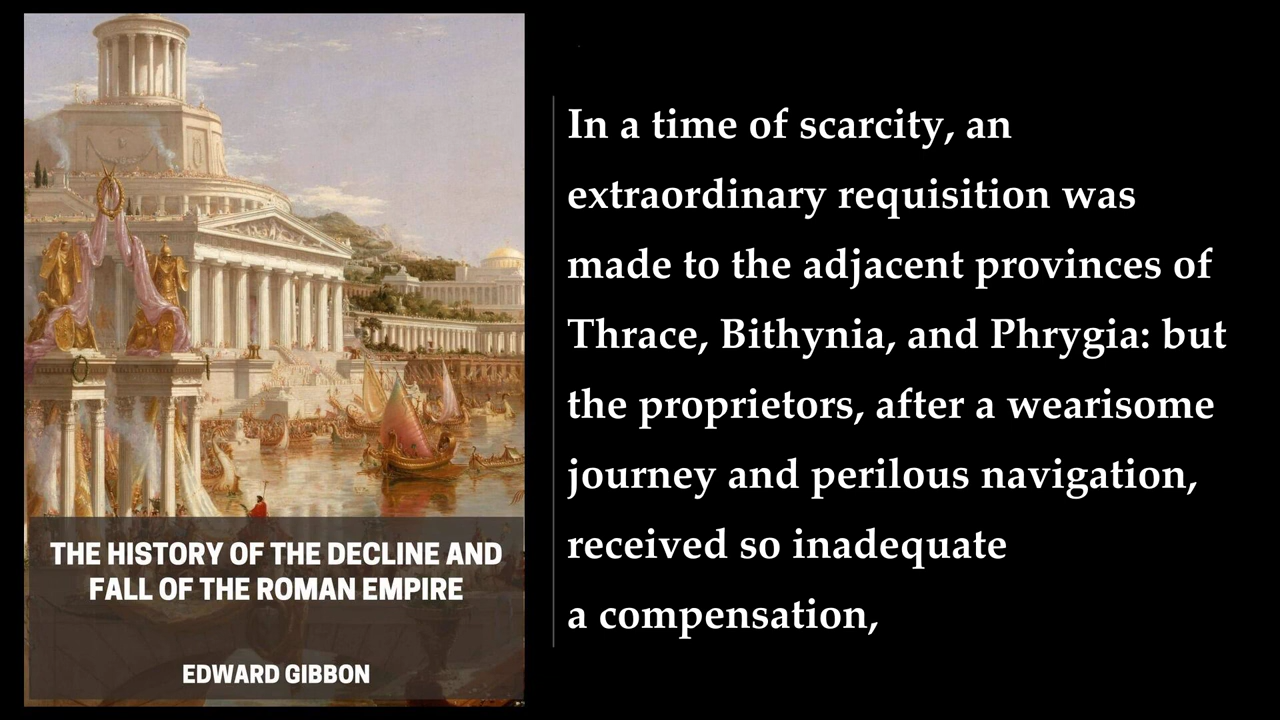 THE HISTORY OF THE DECLINE AND
FALL OF THE ROMAN EMPIRE
EDWARD GIBBON
In a time of scarcity, an
extraordinary requisition was
made to the adjacent provinces of
Thrace, Bithynia, and Phrygia: but
the proprietors, after a wearisome
journey and perilous navigation,
received so inadequate
a compensation,